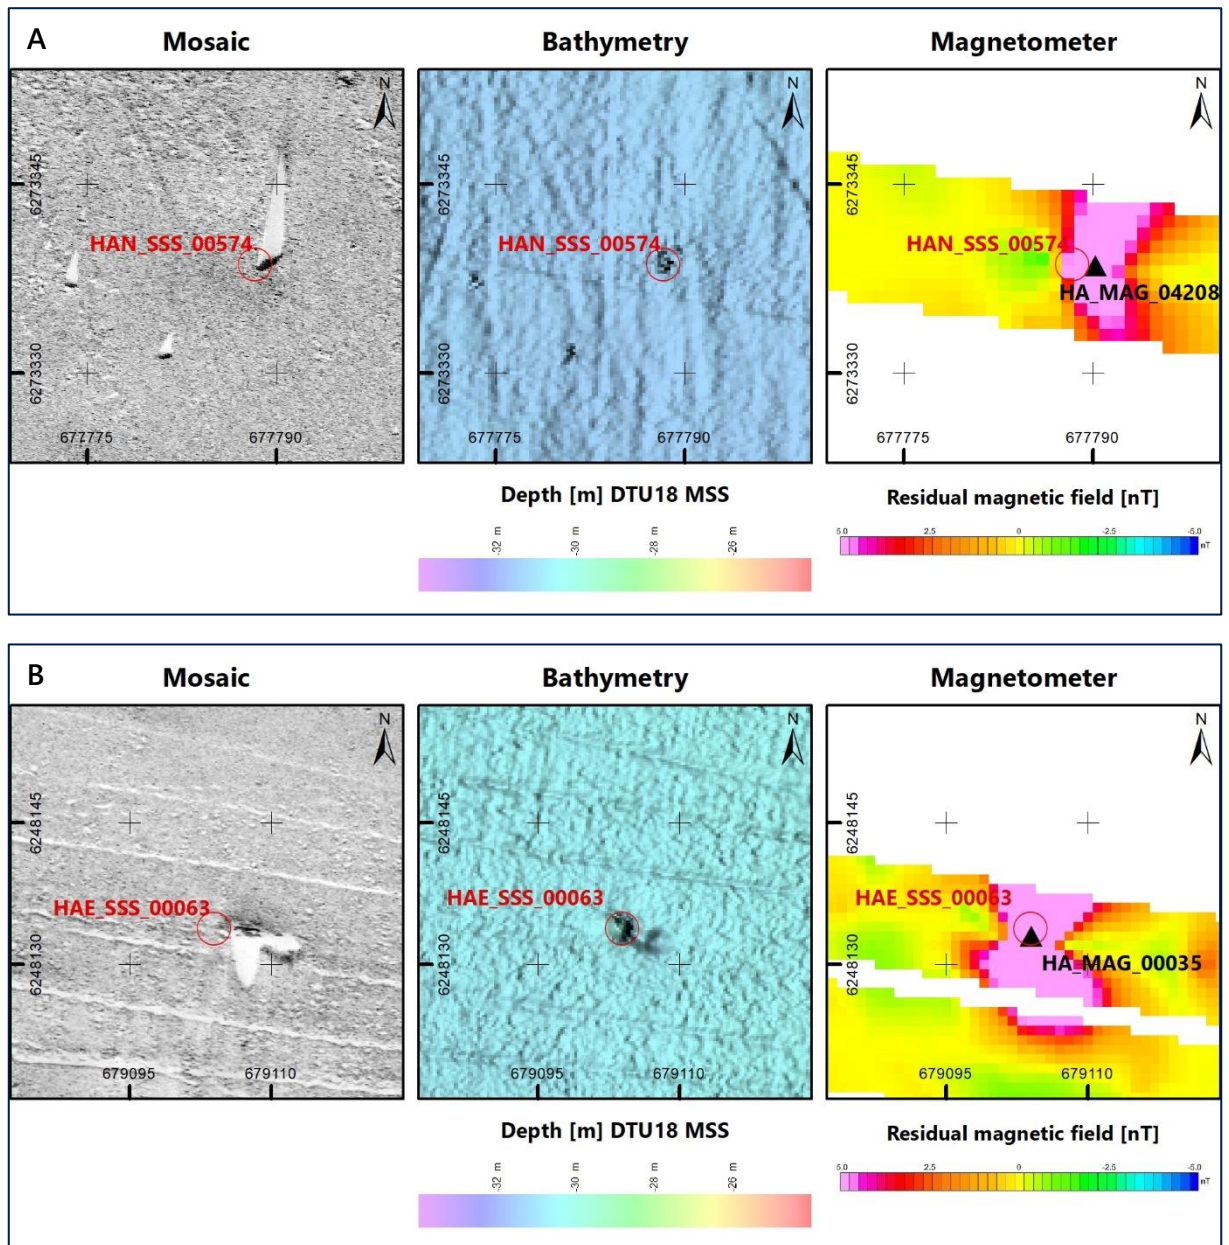 A
Mosaic
Bathymetry
Magnetometer
N
N
N
6273345
6273345
6273345
HAN_SSS_00574
HAN_SSS_00574
HAN_SSS_00574
HA_MAG_04208
6273330
6273330
6273330
677775
677790
677775
677790
677775
677790
Depth [m] DTU18 MSS
Residual magnetic field [nT]
-32 m
-30 m
-28 m
-26 m
5.0
2.5
0
-2.5
-5.0
nT
B
Mosaic
Bathymetry
Magnetometer
N
N
N
6248145
6248145
6248145
HAE_SSS_00063
HAE_SSS_00063
HAE_SSS_00063
HA_MAG_00035
6248130
6248130
6248130
679095
679110
679095
679110
679095
679110
Depth [m] DTU18 MSS
Residual magnetic field [nT]
-32 m
-30 m
-28 m
-26 m
5.0
2.5
0
-2.5
-5.0
nT